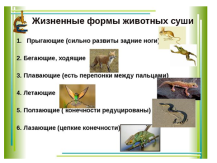 Жизненные формы животных суши
1. Прыгающие (сильно развиты задние ноги)
2. Бегающие, ходящие
3. Плавающие (есть перепонки между пальцами)
4. Летающие
5. Ползающие ( конечности редуцированы)
6. Лазающие (цепкие конечности)